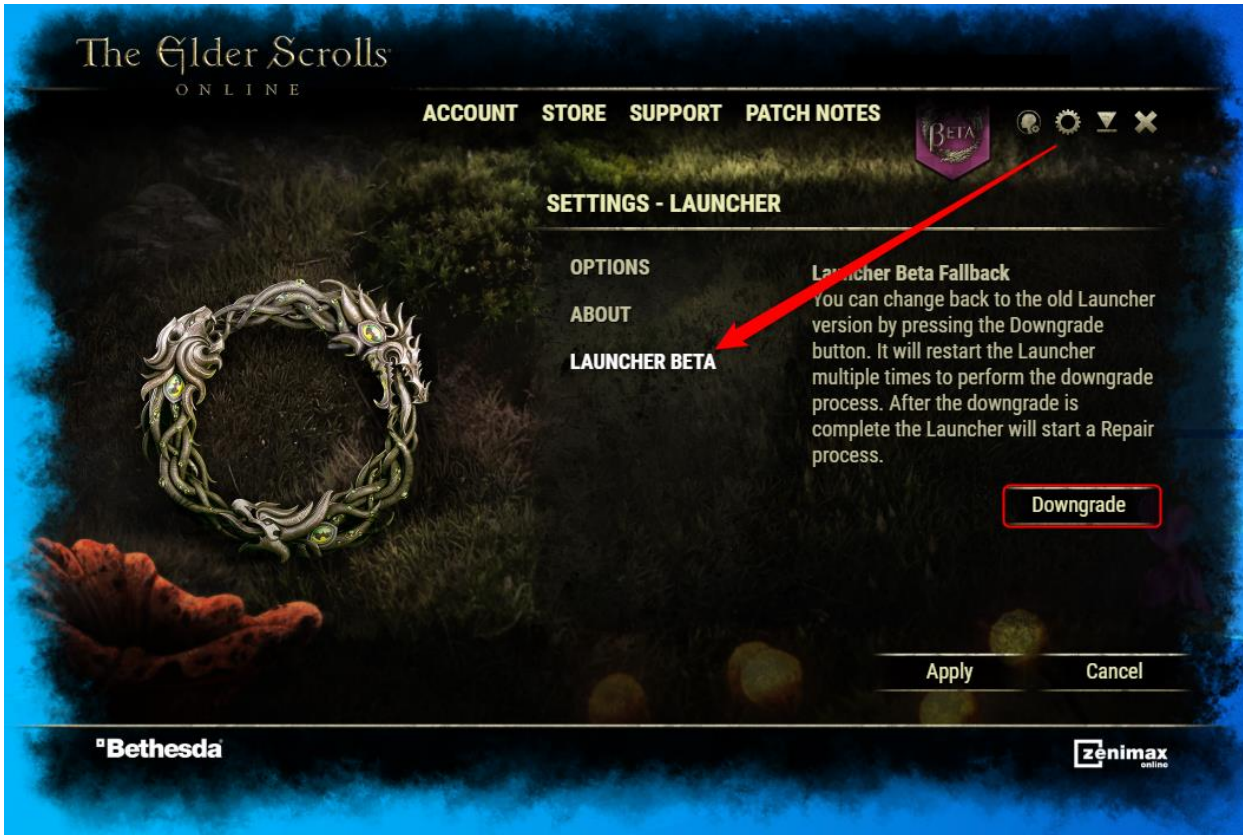 The Elder Scrolls
ONLINE
ACCOUNT STORE SUPPORT PATCH NOTES
BETA
SETTINGS - LAUNCHER
OPTIONS
ABOUT
LAUNCHER BETA
Launcher Beta Fallback
You can change back to the old Launcher
version by pressing the Downgrade
button. It will restart the Launcher
multiple times to perform the downgrade
process. After the downgrade is
complete the Launcher will start a Repair
process.
Downgrade
Apply Cancel
Bethesda
zenimax
online